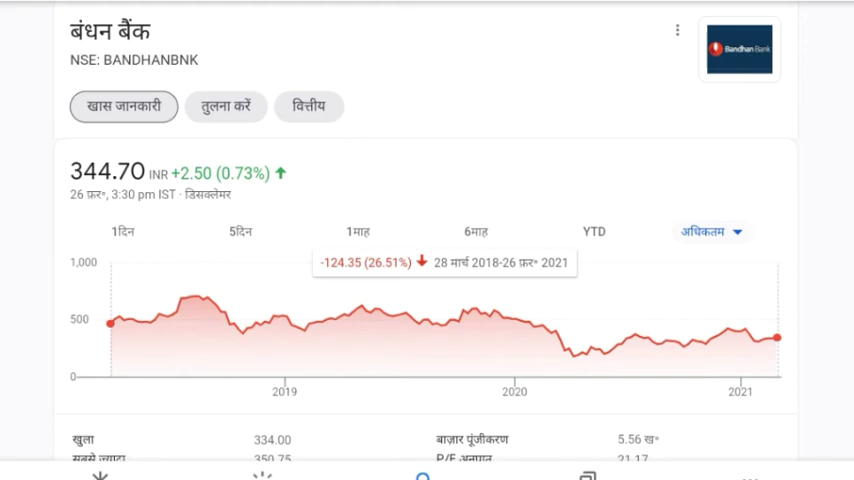 बंधन बैंक
NSE: BANDHANBNK
Bandhan Bank
खास जानकारी तुलना करें वित्तीय
344.70 INR +2.50 (0.73%)
26 फ़र॰, 3:30 pm IST · डिसक्लेमर
1दिन 5दिन 1माह 6माह YTD अधिकतम
-124.35 (26.51%) 28 मार्च 2018-26 फ़र॰ 2021
1,000
500
0
2019 2020 2021
खुला 334.00 बाज़ार पूंजीकरण 5.56 ख॰
सबसे ज़्यादा 350.75 P/E अनुपात 21.17